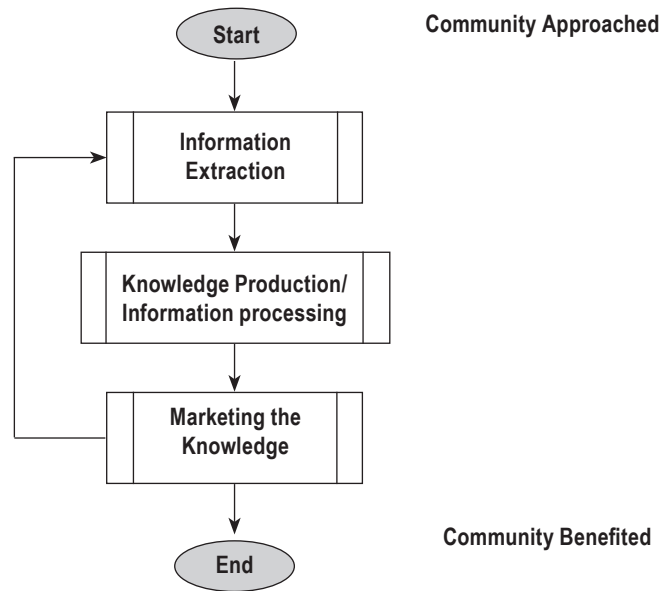 Start
Community Approached
Information
Extraction
Knowledge Production/
Information processing
Marketing the
Knowledge
Community Benefited
End